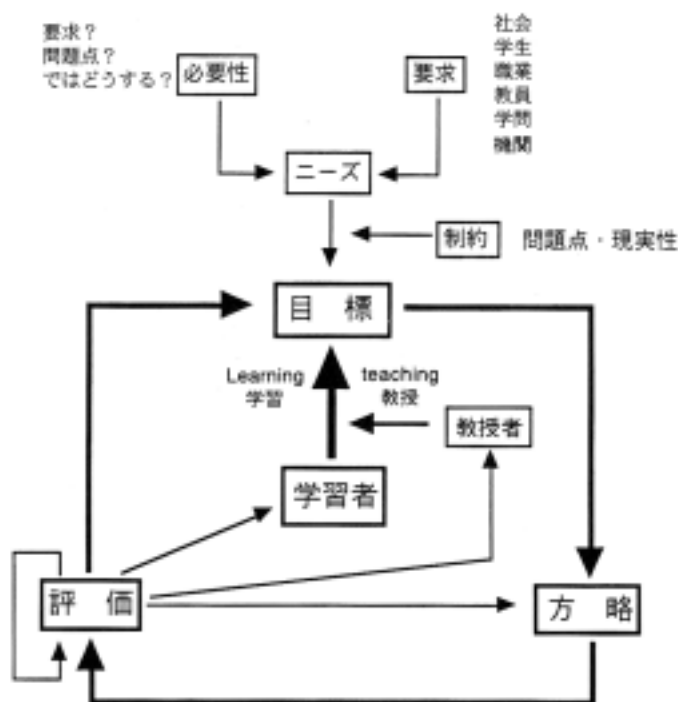 要求？
問題点？
ではどうする？
必要性
要求
社会
学生
職業
教員
学問
機関
ニーズ
制約
問題点・現実性
目　標
Learning
学習
teaching
教授
教授者
学習者
評　価
方　略